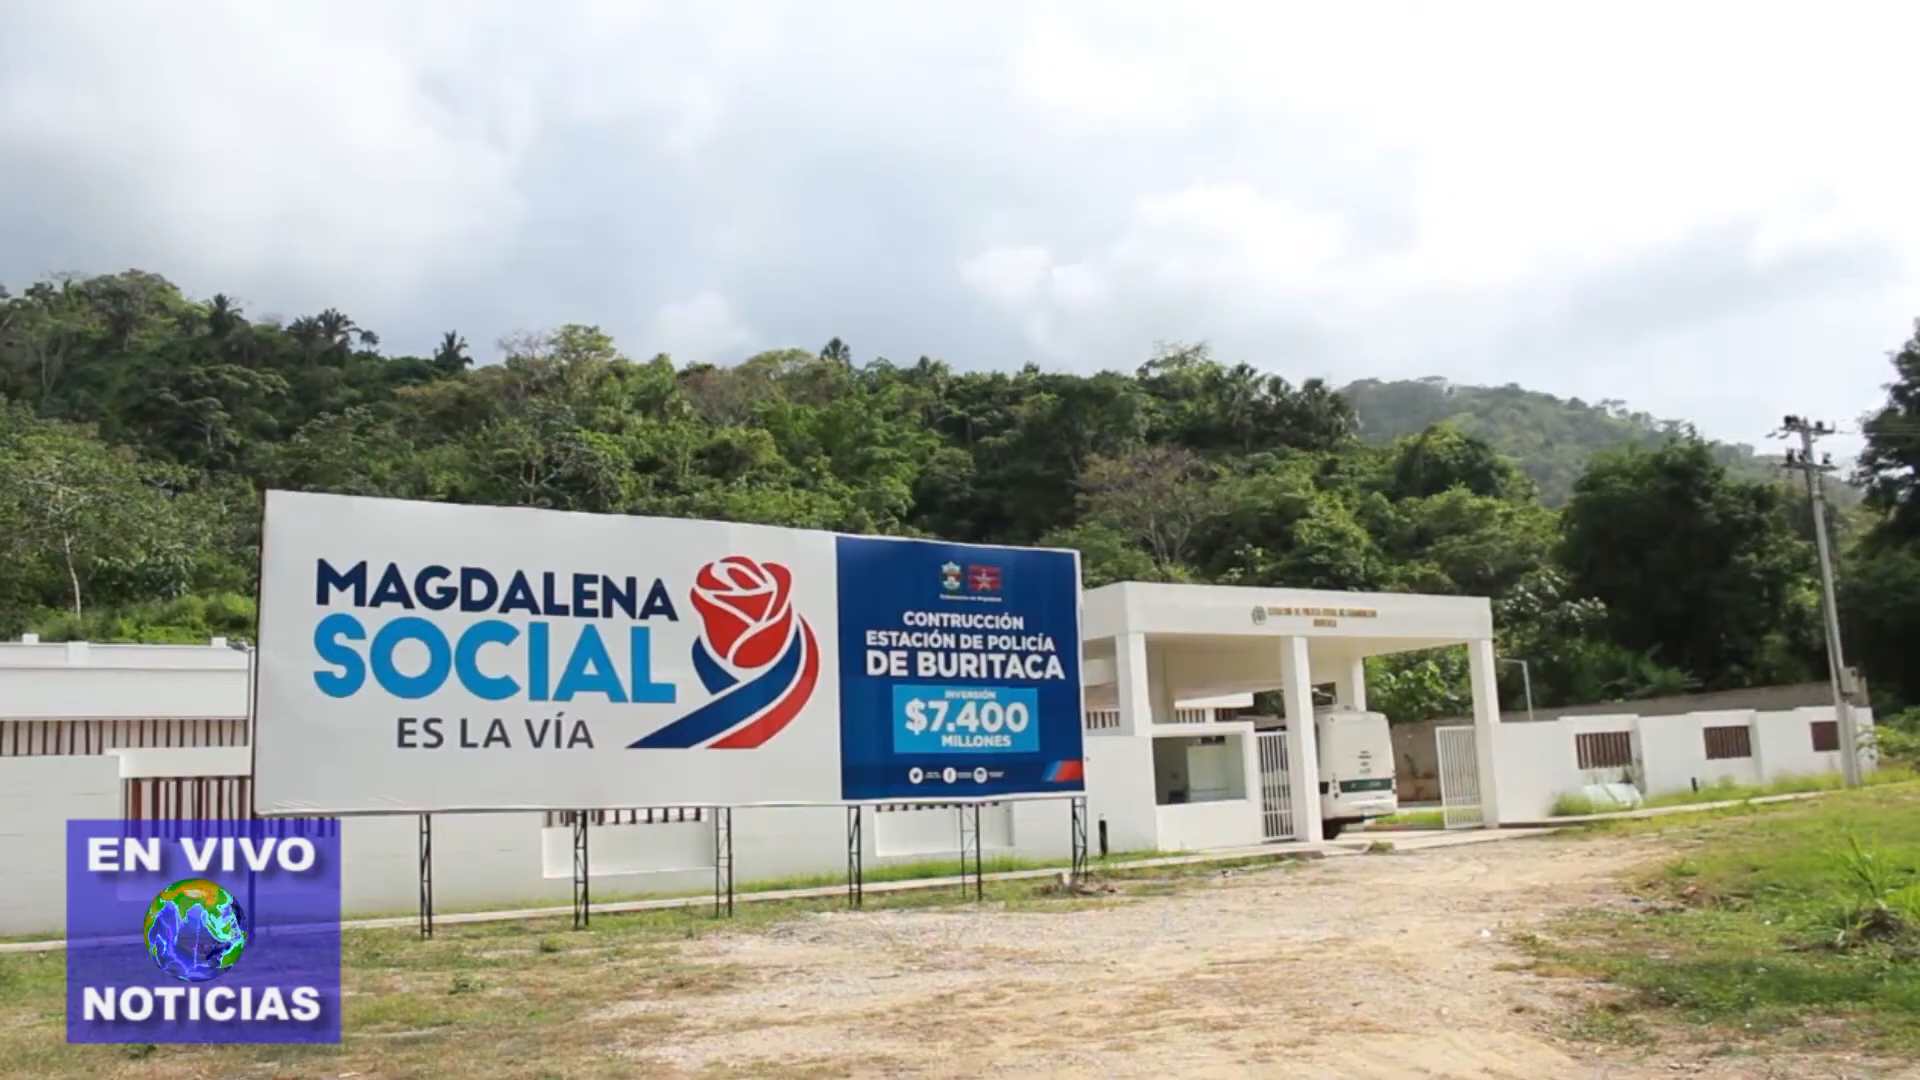 MAGDALENA
SOCIAL
ES LA VÍA
CONTRUCCIÓN
ESTACIÓN DE POLICÍA
DE BURITACA
INVERSIÓN
$7.400
MILLONES
EN VIVO
NOTICIAS